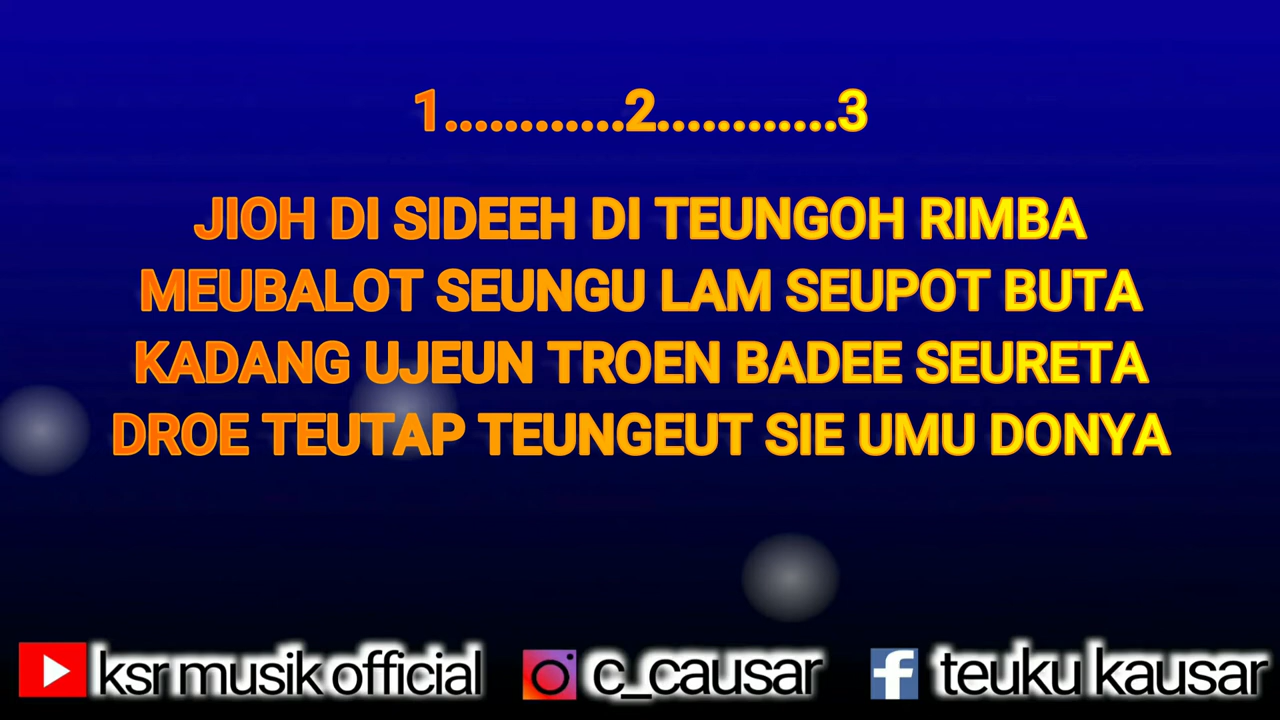 1............2............3
JIOH DI SIDEEH DI TEUNGOH RIMBA
MEUBALOT SEUNGU LAM SEUPOT BUTA
KADANG UJEUN TROEN BADEE SEURETA
DROE TEUTAP TEUNGEUT SIE UMU DONYA
ksr musik official c_causar teuku kausar